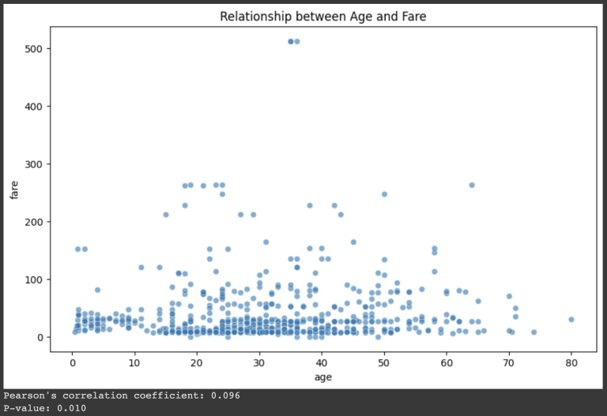 Relationship between Age and Fare
500
400
300
200
100
0
fare
0 10 20 30 40 50 60 70 80
age
Pearson's correlation coefficient: 0.096
P-value: 0.010